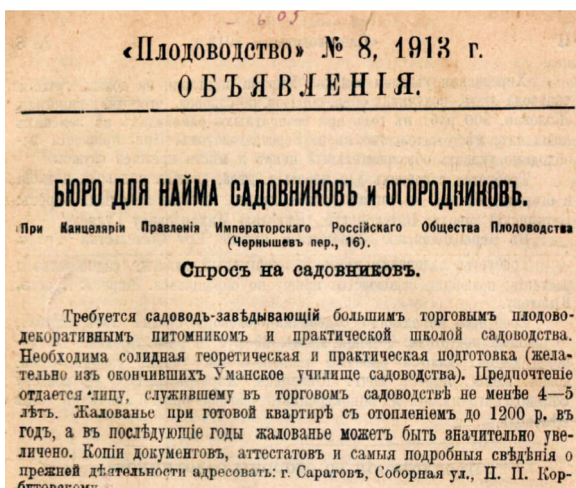 605
«Плодоводство» № 8, 1913 г.
ОБЪЯВЛЕНІЯ.
БЮРО ДЛЯ НАЙМА САДОВНИКОВЪ и ОГОРОДНИКОВЪ.
При Канцеляріи Правленія Императорскаго Россійскаго Общества Плодоводства
(Чернышев пер., 16).
Спросъ на садовниковъ.
Требуется садоводъ-завѣдывающій большимъ торговымъ плодово-
декоративнымъ питомникомъ и практической школой садоводства.
Необходима солидная теоретическая и практическая подготовка (жела-
тельно изъ окончившихъ Уманское училище садоводства). Предпочтеніе
отдается лицу, служившему въ торговомъ садоводствѣ не менѣе 4—5
лѣтъ. Жалованье при готовой квартирѣ съ отопленіемъ до 1200 р. въ
годъ, а въ послѣдующіе годы жалованье можетъ быть значительно уве-
личено. Копіи документовъ, аттестатовъ и самыя подробныя свѣдѣнія о
прежней дѣятельности адресовать: г. Саратовъ, Соборная ул., П. П. Кор-
бутовскому